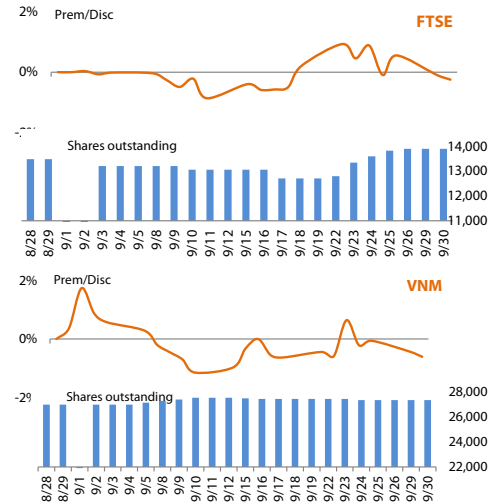 2%
Prem/Disc
FTSE
0%
-2%
Shares outstanding
14,000
13,000
12,000
11,000
8/28 8/29 9/1 9/2 9/3 9/4 9/5 9/8 9/9 9/10 9/11 9/12 9/15 9/16 9/17 9/18 9/19 9/22 9/23 9/24 9/25 9/26 9/29 9/30
2%
Prem/Disc
VNM
0%
-2%
Shares outstanding
28,000
26,000
24,000
22,000
8/28 8/29 9/1 9/2 9/3 9/4 9/5 9/8 9/9 9/10 9/11 9/12 9/15 9/16 9/17 9/18 9/19 9/22 9/23 9/24 9/25 9/26 9/29 9/30